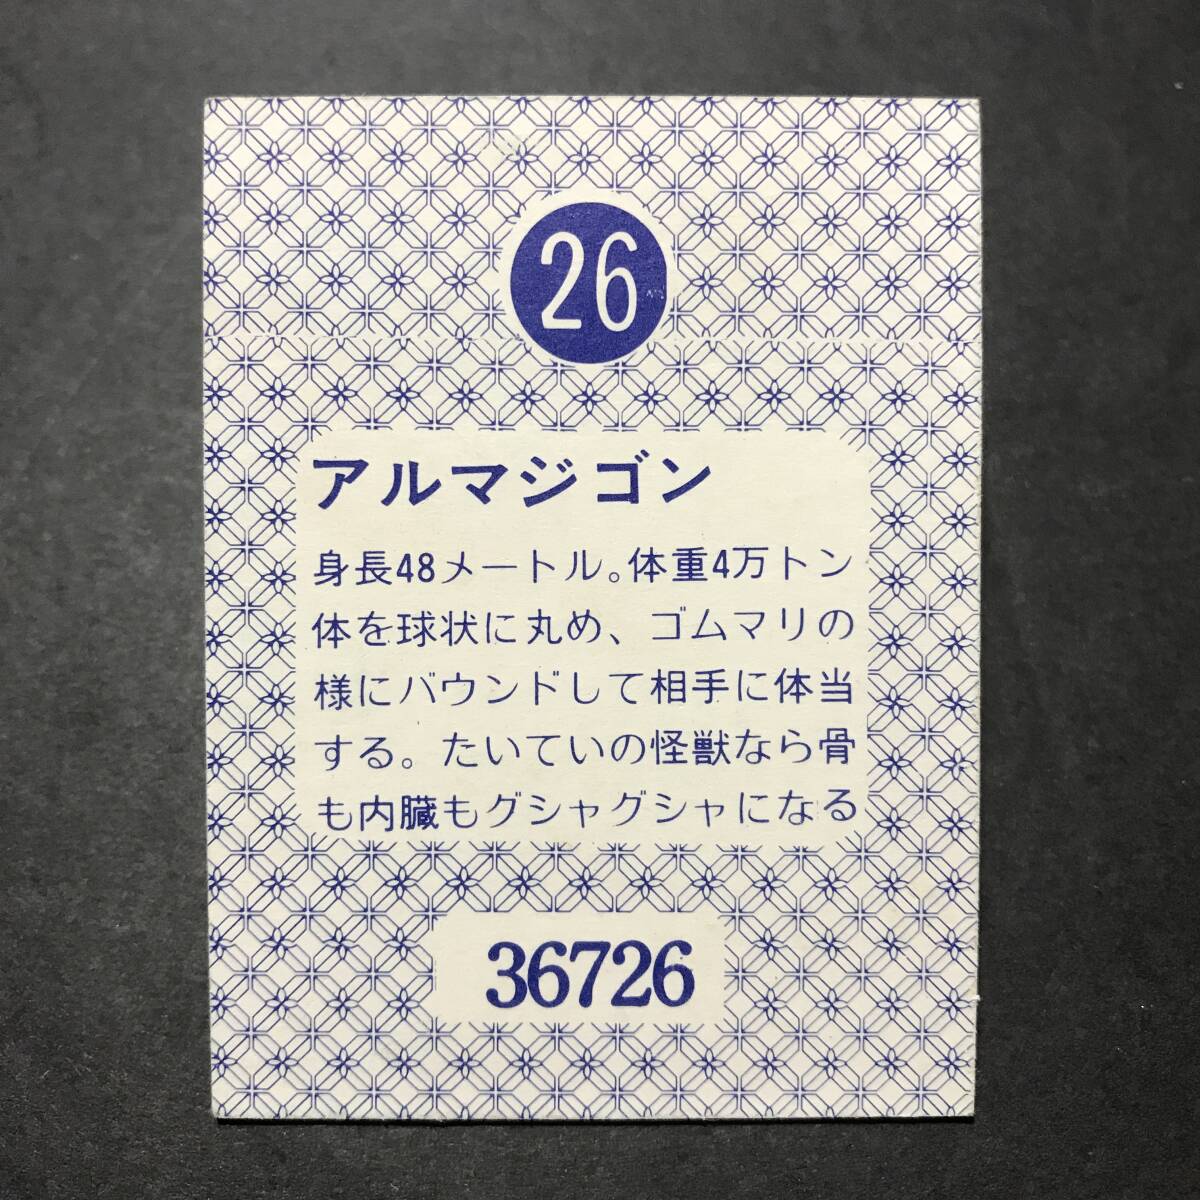 26
アルマジゴン
身長48メートル。体重4万トン
体を球状に丸め、ゴムマリの
様にバウンドして相手に体当
する。たいていの怪獣なら骨
も内臓もグシャグシャになる
36726